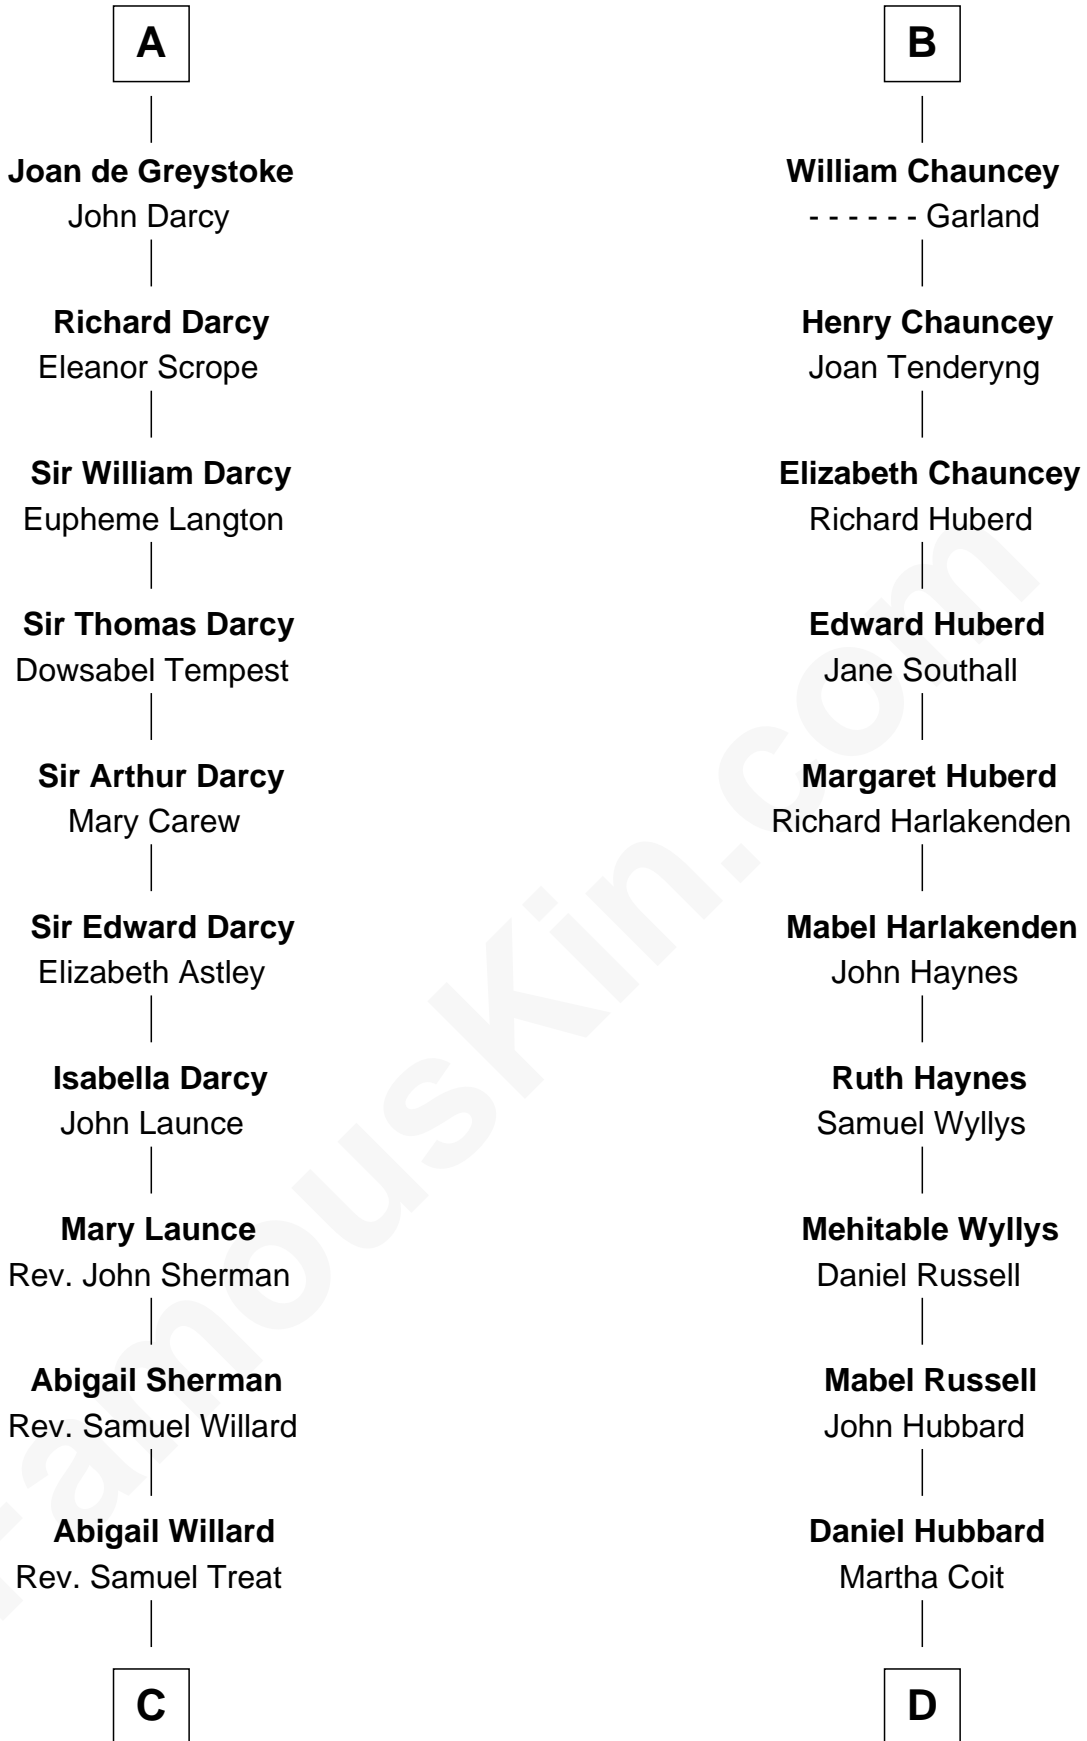 A
Joan de Greystoke
John Darcy
Richard Darcy
Eleanor Scrope
Sir William Darcy
Eupheme Langton
Sir Thomas Darcy
Dowsabel Tempest
Sir Arthur Darcy
Mary Carew
Sir Edward Darcy
Elizabeth Astley
Isabella Darcy
John Launce
Mary Launce
Rev. John Sherman
Abigail Sherman
Rev. Samuel Willard
Abigail Willard
Rev. Samuel Treat
C
B
William Chauncey
- - - - - - Garland
Henry Chauncey
Joan Tenderyng
Elizabeth Chauncey
Richard Huberd
Edward Huberd
Jane Southall
Margaret Huberd
Richard Harlakenden
Mabel Harlakenden
John Haynes
Ruth Haynes
Samuel Wyllys
Mehitable Wyllys
Daniel Russell
Mabel Russell
John Hubbard
Daniel Hubbard
Martha Coit
D
FamousKin.com